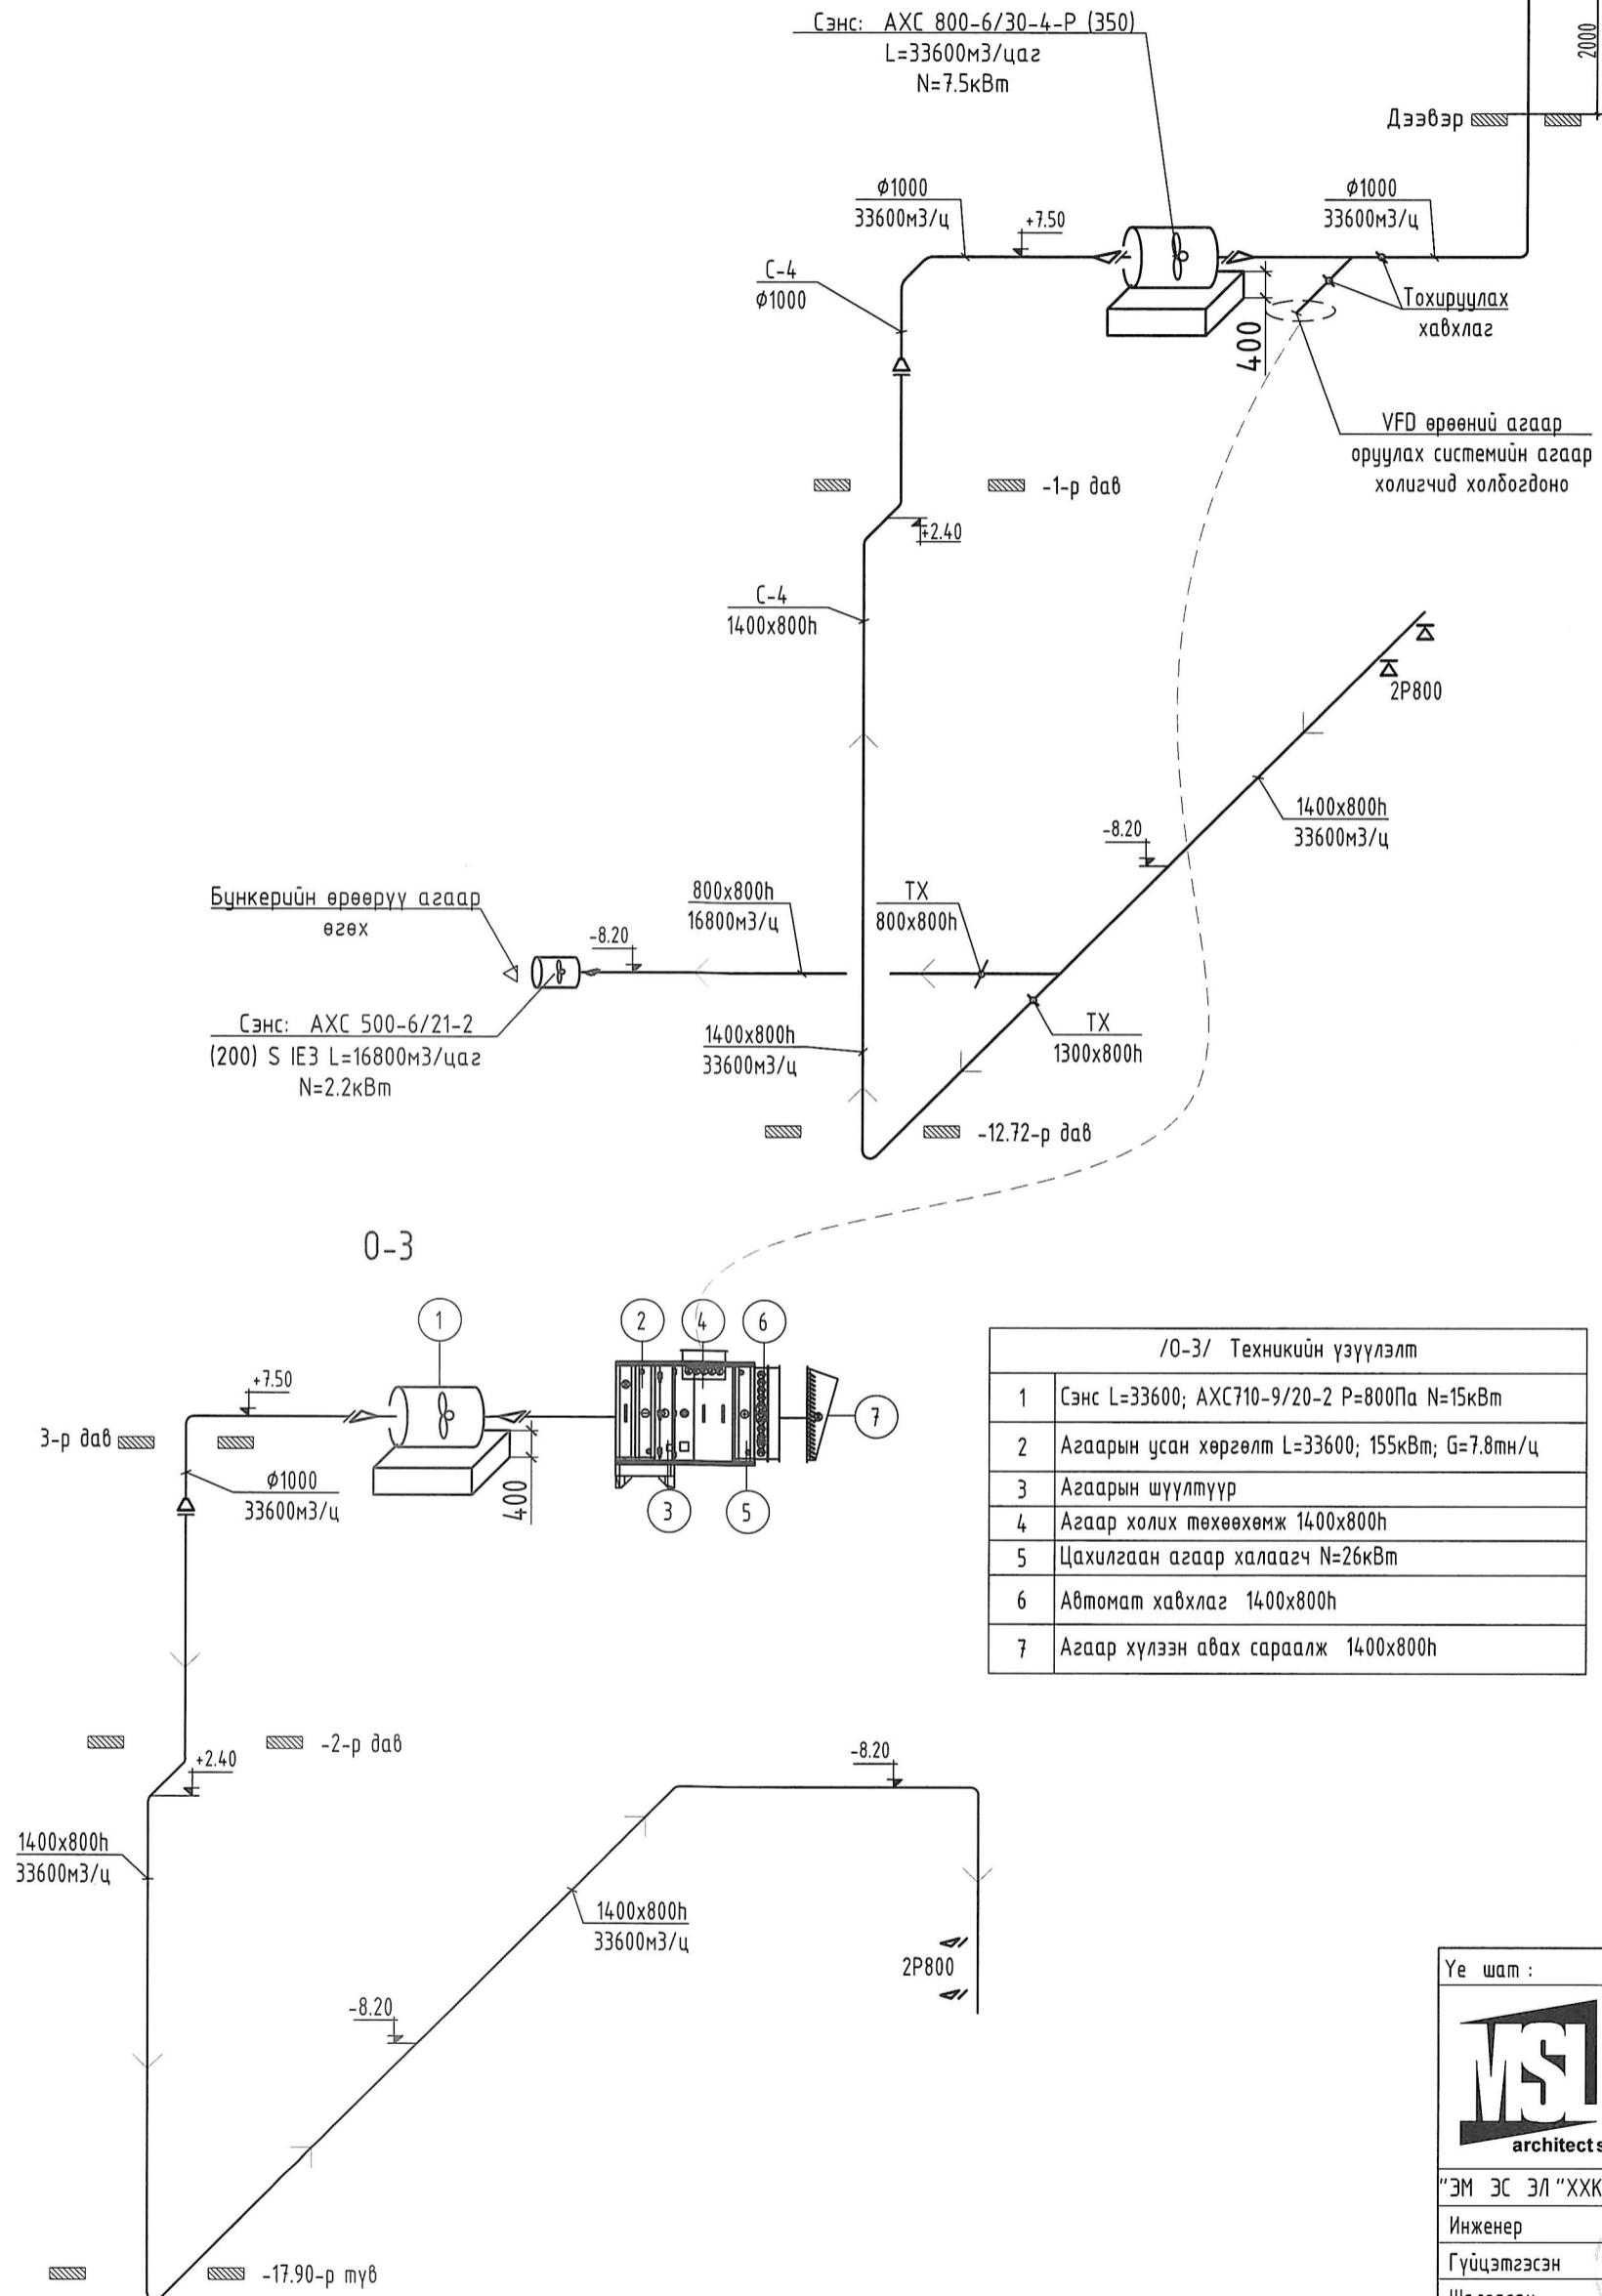 Сэнс: АХС 800-6/30-4-Р (350)
L=33600м3/цаг
N=7.5кВт
2000
Дээвэр
ϕ1000
33600м3/ц
+7.50
ϕ1000
33600м3/ц
С-4
ϕ1000
Тохируулах
хавхлаг
400
VFD өрөөний агаар
оруулах системийн агаар
холигчид холбогдоно
-1-р дав
+2.40
С-4
1400x800h
2Р800
1400x800h
33600м3/ц
-8.20
Бункерийн өрөөрүү агаар
өгөх
800x800h
16800м3/ц
ТХ
800x800h
-8.20
Сэнс: АХС 500-6/21-2
(200) S IE3 L=16800м3/цаг
N=2.2кВт
1400x800h
33600м3/ц
ТХ
1300x800h
-12.72-р дав
О-3
1
2
4
6
+7.50
7
3-р дав
ϕ1000
33600м3/ц
400
3
5
/О-3/ Техникийн үзүүлэлт
1 Сэнс L=33600; АХС710-9/20-2 P=800Па N=15кВт
2 Агаарын усан хөргөлт L=33600; 155кВт; G=7.8тн/ц
3 Агаарын шүүлтүүр
4 Агаар холих төхөөхөмж 1400x800h
5 Цахилгаан агаар халаагч N=26кВт
6 Автомат хавхлаг 1400x800h
7 Агаар хүлээн авах сараалж 1400x800h
-2-р дав
+2.40
-8.20
1400x800h
33600м3/ц
1400x800h
33600м3/ц
2Р800
-8.20
-17.90-р түв
Үе шат :
MSL
architects
"ЭМ ЭС ЭЛ "ХХК
Инженер
Гүйцэтгэсэн